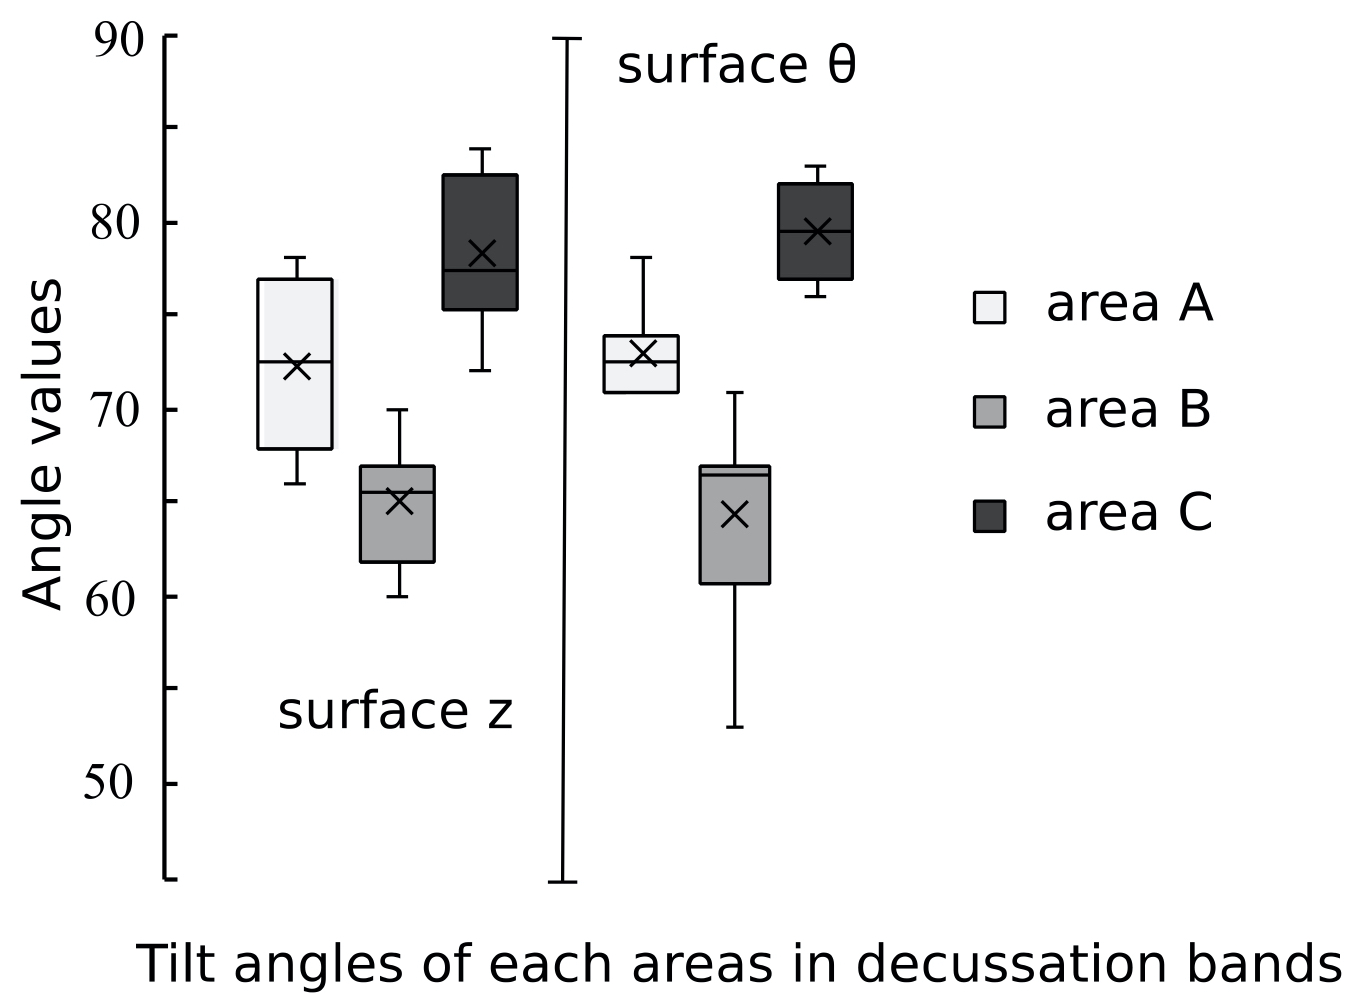 90
80
70
60
50
Angle values
surface θ
surface z
area A
area B
area C
Tilt angles of each areas in decussation bands